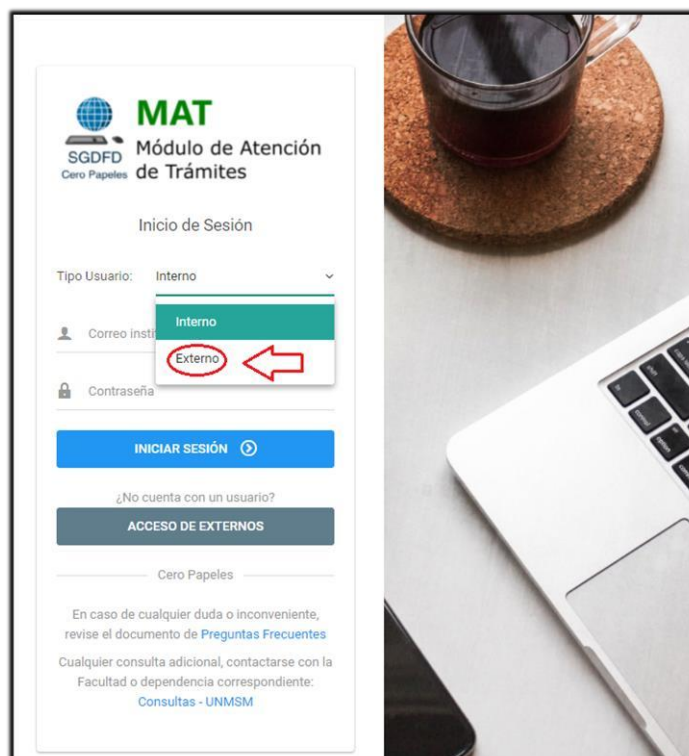 MAT
SGDFD
Cero Papeles
Módulo de Atención
de Trámites
Inicio de Sesión
Tipo Usuario: Interno
Interno
Correo insti
Externo
Contraseña
INICIAR SESIÓN
¿No cuenta con un usuario?
ACCESO DE EXTERNOS
Cero Papeles
En caso de cualquier duda o inconveniente,
revise el documento de Preguntas Frecuentes
Cualquier consulta adicional, contactarse con la
Facultad o dependencia correspondiente:
Consultas - UNMSM